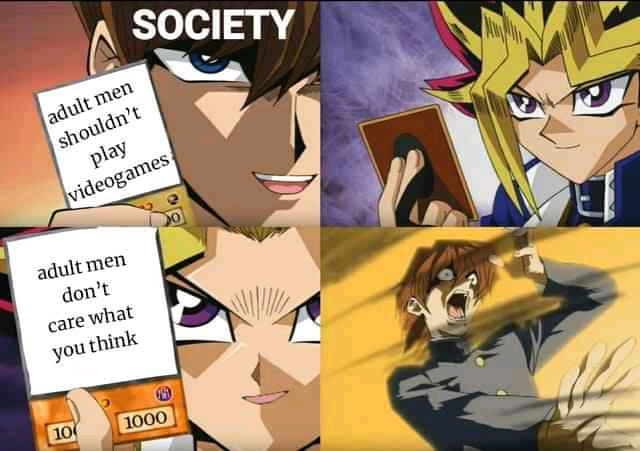 SOCIETY
adult men
shouldn't
play
videogames
adult men
don't
care what
you think
1000